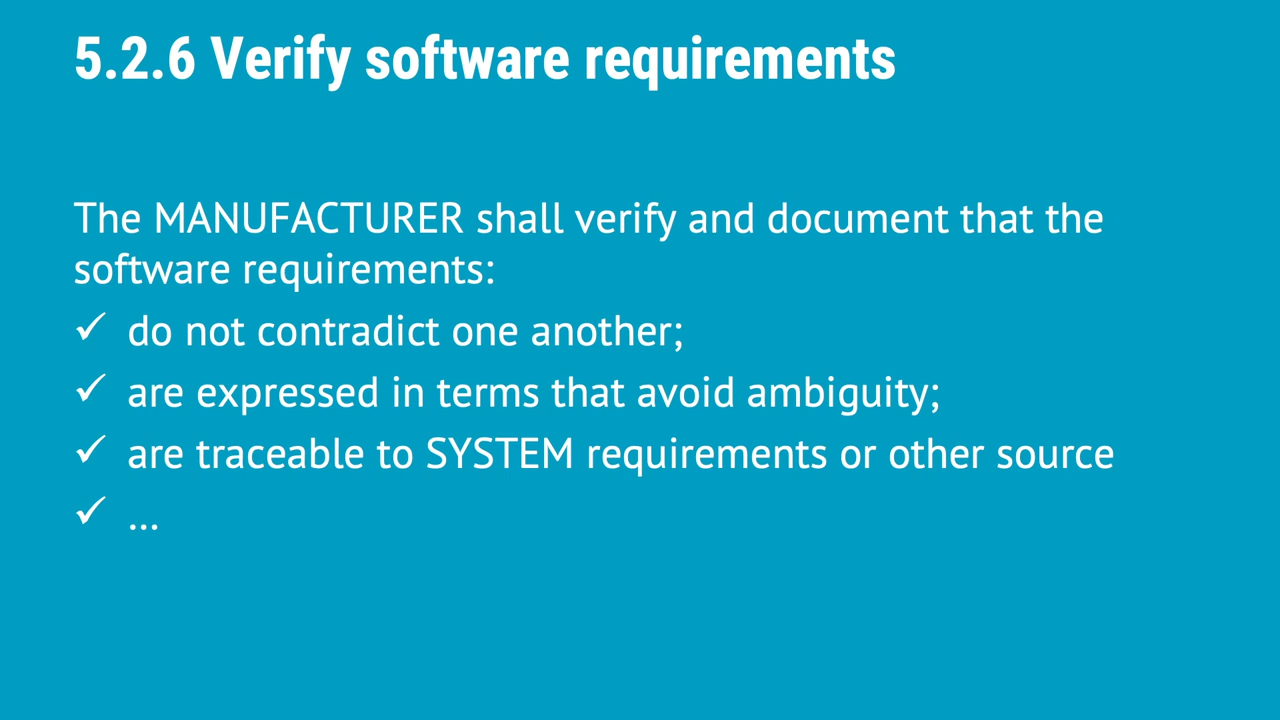 5.2.6 Verify software requirements
The MANUFACTURER shall verify and document that the
software requirements:
✓ do not contradict one another;
✓ are expressed in terms that avoid ambiguity;
✓ are traceable to SYSTEM requirements or other source
✓ ...